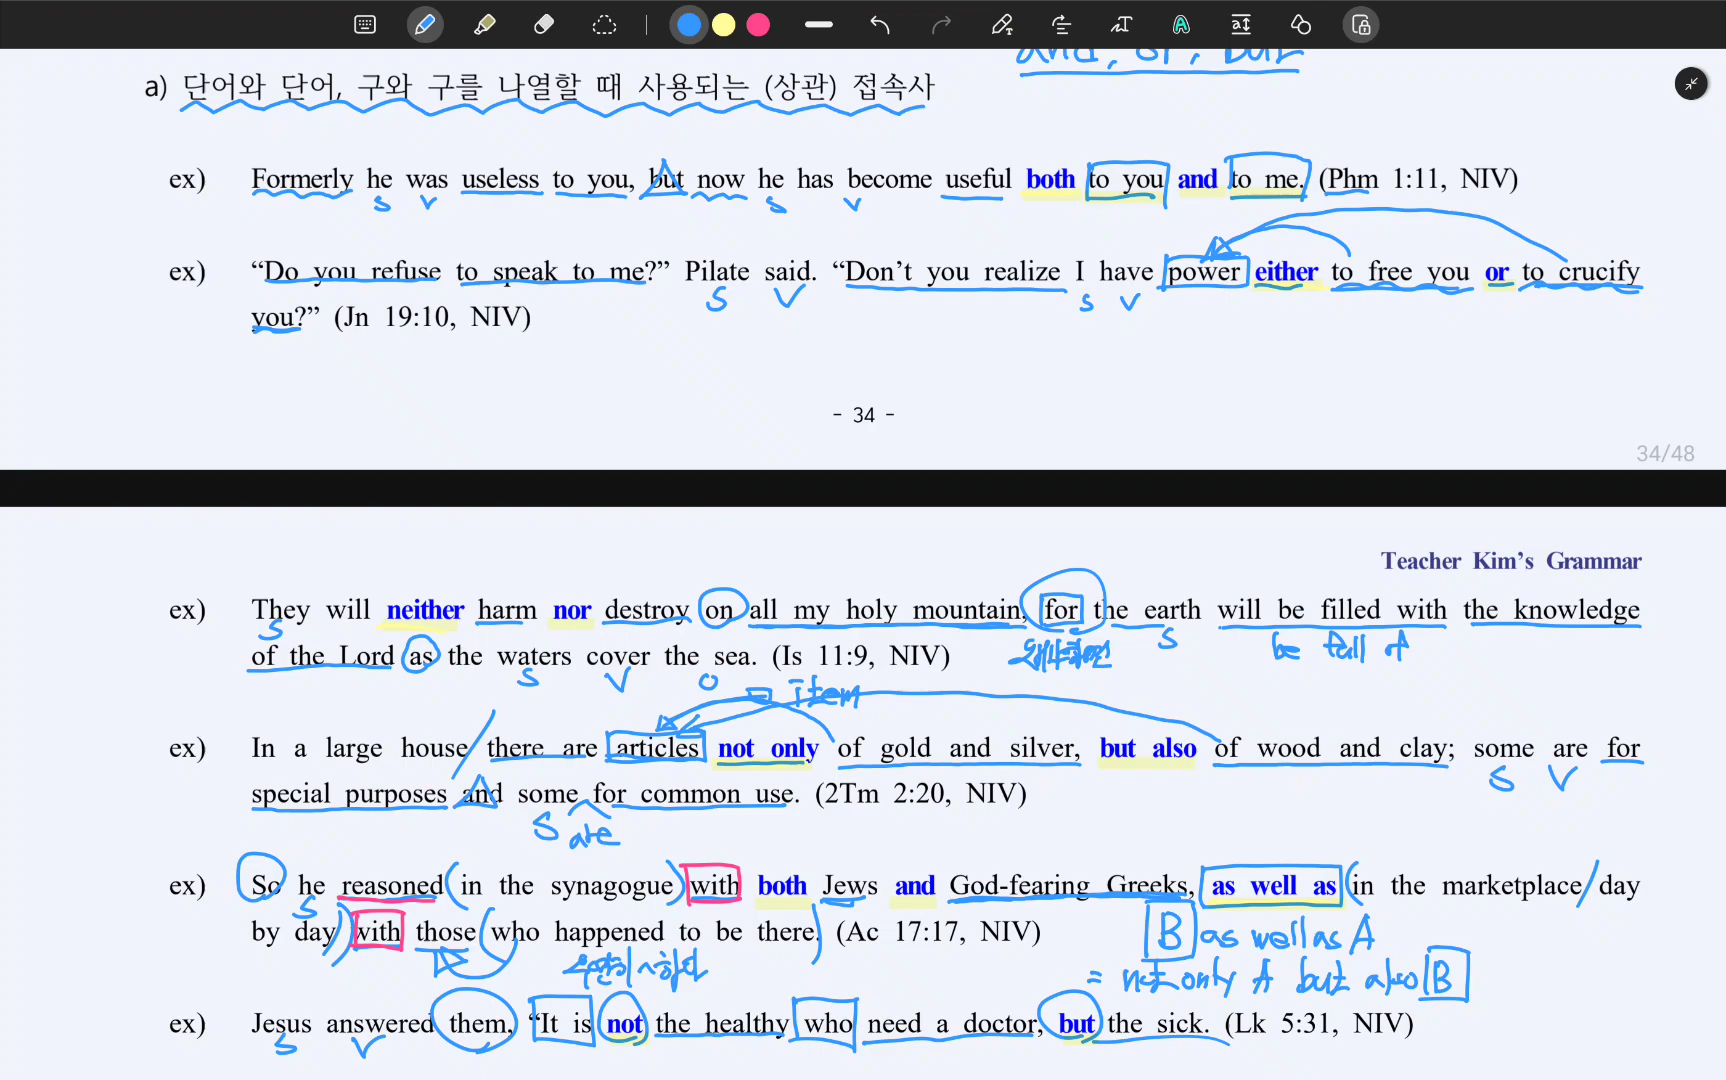 and, or, but
a) 단어와 단어, 구와 구를 나열할 때 사용되는 (상관) 접속사
ex) Formerly he was useless to you, but now he has become useful both to you and to me. (Phm 1:11, NIV)
S V S V
ex) “Do you refuse to speak to me?” Pilate said. “Don’t you realize I have power either to free you or to crucify
S V S V
you?” (Jn 19:10, NIV)
- 34 -
34/48
Teacher Kim’s Grammar
ex) They will neither harm nor destroy on all my holy mountain, for the earth will be filled with the knowledge
S S
왜냐하면 be full of
of the Lord as the waters cover the sea. (Is 11:9, NIV)
S V O
item
ex) In a large house there are articles not only of gold and silver, but also of wood and clay; some are for
S V
special purposes and some for common use. (2Tm 2:20, NIV)
S are
ex) So he reasoned in the synagogue with both Jews and God-fearing Greeks, as well as in the marketplace day
S
by day with those who happened to be there. (Ac 17:17, NIV)
B as well as A
= not only A but also B
ex) Jesus answered them, “It is not the healthy who need a doctor, but the sick. (Lk 5:31, NIV)
S V